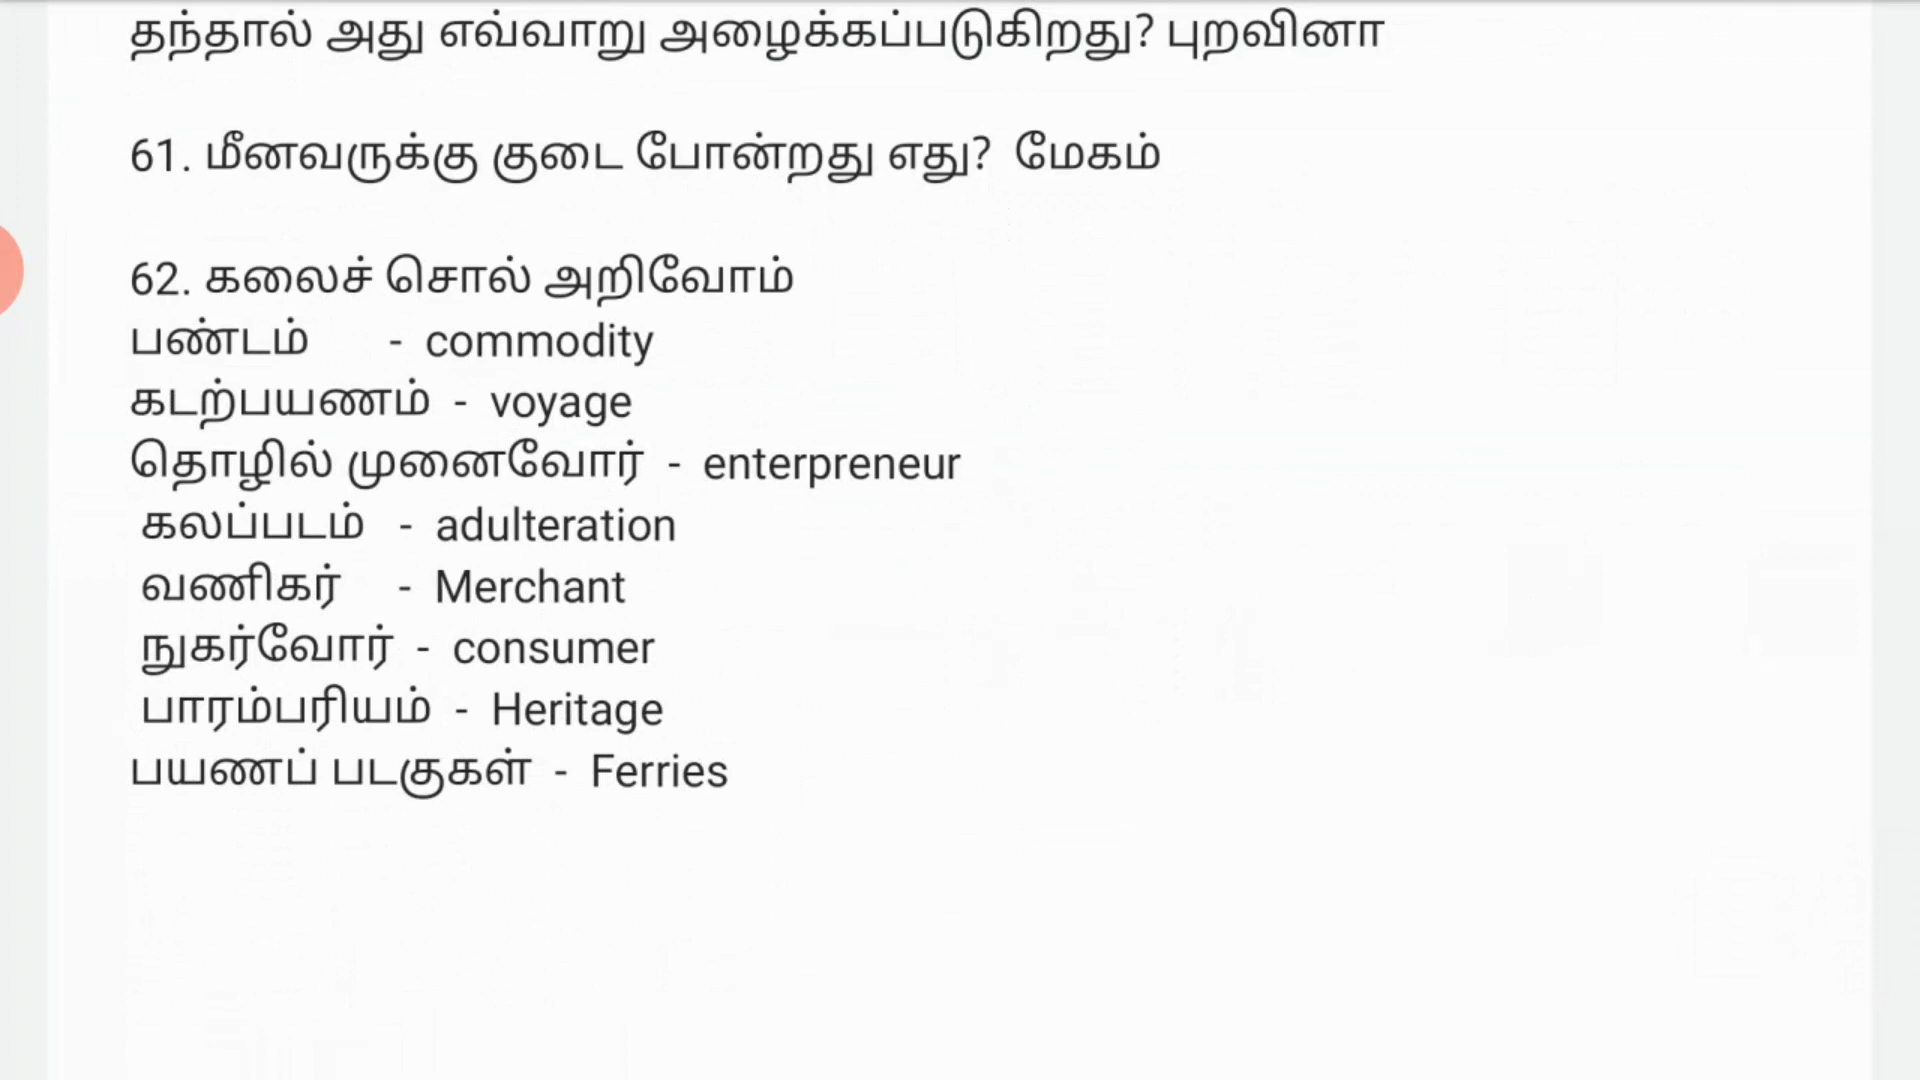 தந்தால் அது எவ்வாறு அழைக்கப்படுகிறது? புறவினா
61. மீனவருக்கு குடை போன்றது எது? மேகம்
62. கலைச் சொல் அறிவோம்
பண்டம் - commodity
கடற்பயணம் - voyage
தொழில் முனைவோர் - enterpreneur
கலப்படம் - adulteration
வணிகர் - Merchant
நுகர்வோர் - consumer
பாரம்பரியம் - Heritage
பயணப் படகுகள் - Ferries